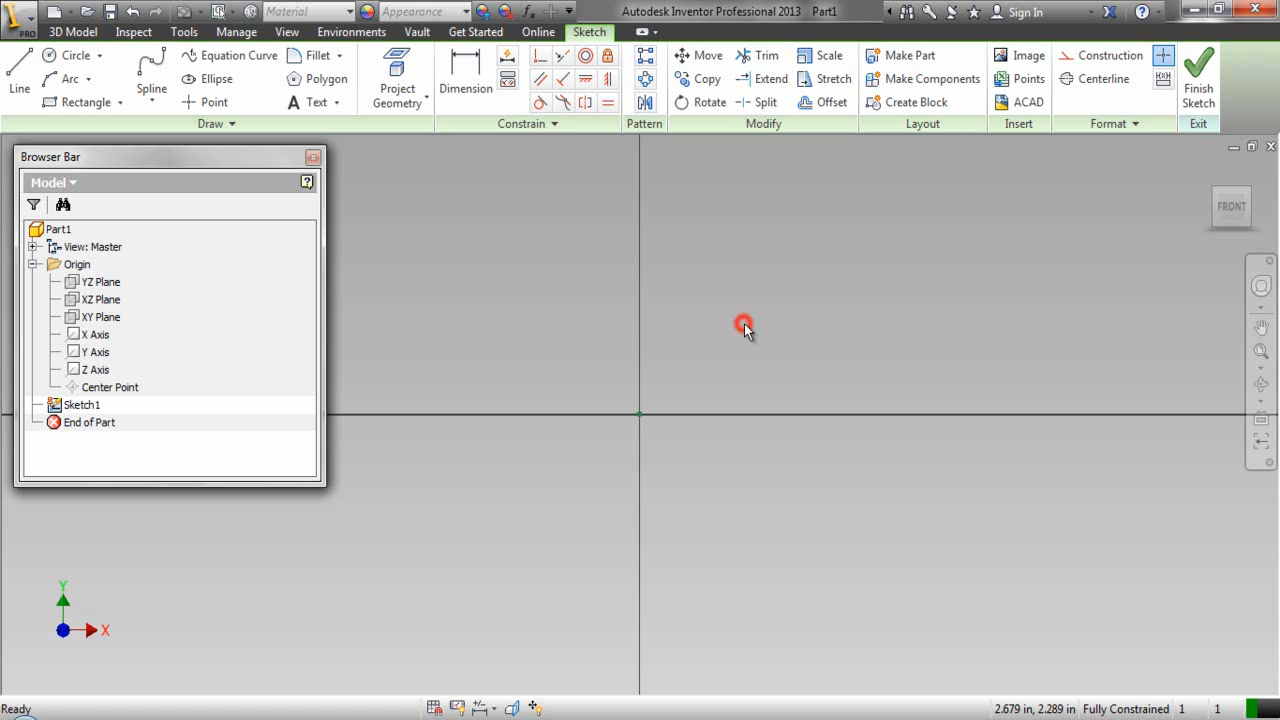 Material
Appearance
Autodesk Inventor Professional 2013 Part1
Sign In
PRO
3D Model Inspect Tools Manage View Environments Vault Get Started Online Sketch
Line
Circle
Arc
Rectangle
Spline
Equation Curve
Ellipse
Point
Fillet
Polygon
Text
Project
Geometry
Dimension
Move
Copy
Rotate
Trim
Extend
Split
Scale
Stretch
Offset
Make Part
Make Components
Create Block
Image
Points
ACAD
Construction
Centerline
Finish
Sketch
Draw Constrain Pattern Modify Layout Insert Format Exit
Browser Bar
Model
Part1
View: Master
Origin
YZ Plane
XZ Plane
XY Plane
X Axis
Y Axis
Z Axis
Center Point
Sketch1
End of Part
FRONT
Y
X
Ready
2.679 in, 2.289 in Fully Constrained 1 1